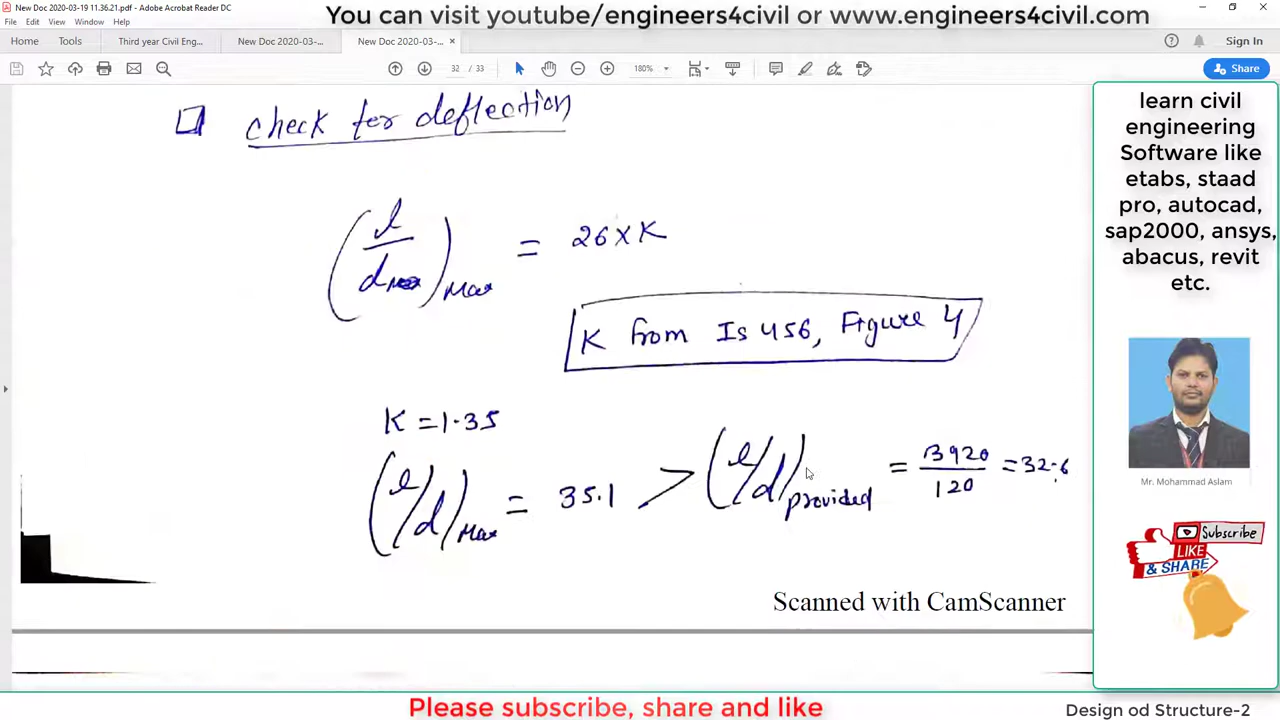 New Doc 2020-03-19 11.36.21.pdf - Adobe Acrobat Reader DC
You can visit youtube/engineers4civil or www.engineers4civil.com
File Edit View Window Help
Home Tools Third year Civil Eng... New Doc 2020-03-... New Doc 2020-03-... Sign In
32 / 33 180% Share
check for deflection
(l/d)Max = 26 x K
K from Is 456, Figure 4
K = 1.35
(l/d)Max = 35.1 > (l/d)provided = 3920/120 = 32.6
Scanned with CamScanner
learn civil
engineering
Software like
etabs, staad
pro, autocad,
sap2000, ansys,
abacus, revit
etc.
Mr. Mohammad Aslam
Subscribe
LIKE
& SHARE
Please subscribe, share and like
Design od Structure-2